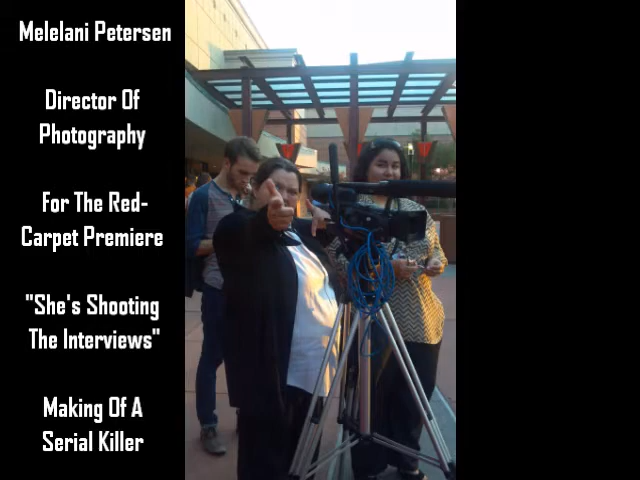 Melelani Petersen
Director Of
Photography
For The Red-
Carpet Premiere
"She's Shooting
The Interviews"
Making Of A
Serial Killer